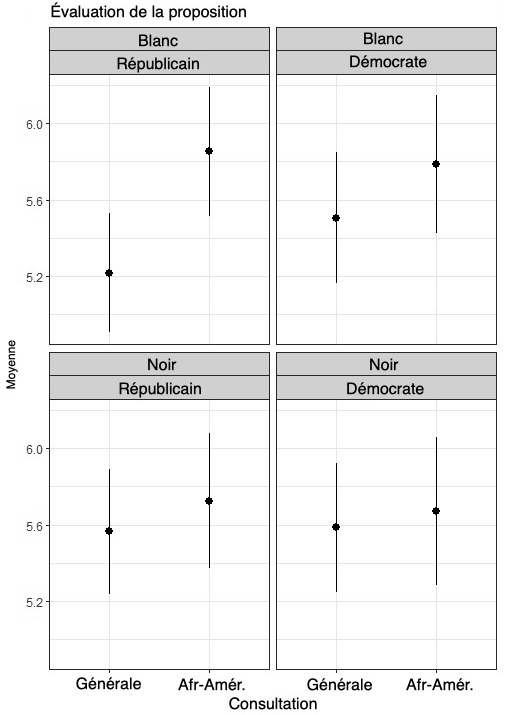 Évaluation de la proposition
Blanc
Blanc
Républicain
Démocrate
6.0
5.6
5.2
Moyenne
Noir
Noir
Républicain
Démocrate
6.0
5.6
5.2
Générale
Afr-Amér.
Générale
Afr-Amér.
Consultation